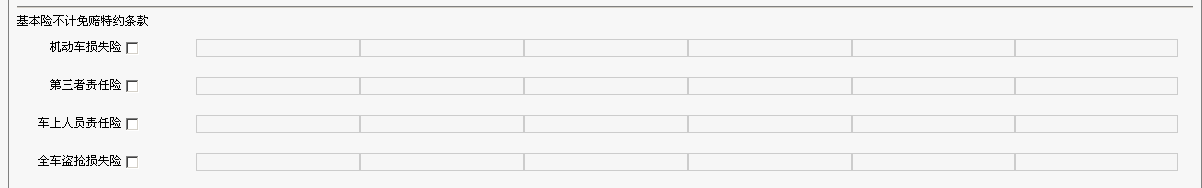 基本险不计免赔特约条款
机动车损失险
第三者责任险
车上人员责任险
全车盗抢损失险